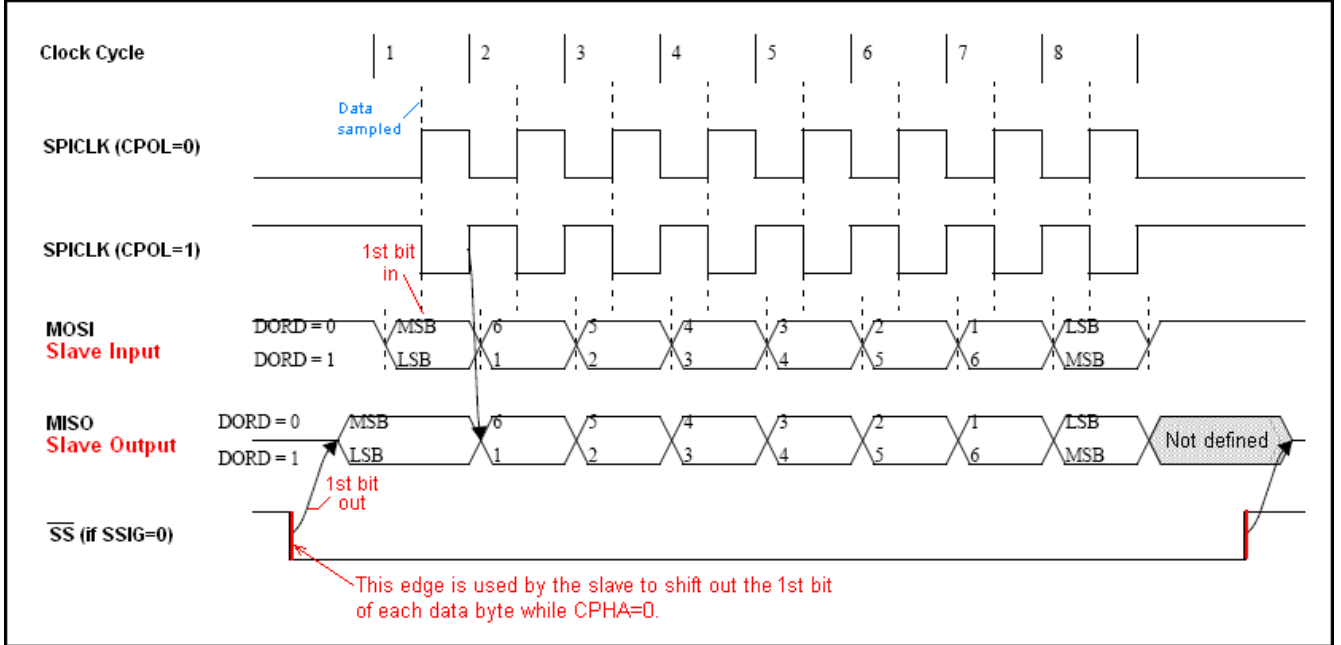 Clock Cycle 1 2 3 4 5 6 7 8
Data
sampled
SPICLK (CPOL=0)
SPICLK (CPOL=1)
1st bit
in
MOSI DORD = 0 MSB 6 5 4 3 2 1 LSB
Slave Input DORD = 1 LSB 1 2 3 4 5 6 MSB
MISO DORD = 0 MSB 6 5 4 3 2 1 LSB
Slave Output DORD = 1 LSB 1 2 3 4 5 6 MSB
Not defined
1st bit
out
SS (if SSIG=0)
This edge is used by the slave to shift out the 1st bit
of each data byte while CPHA=0.